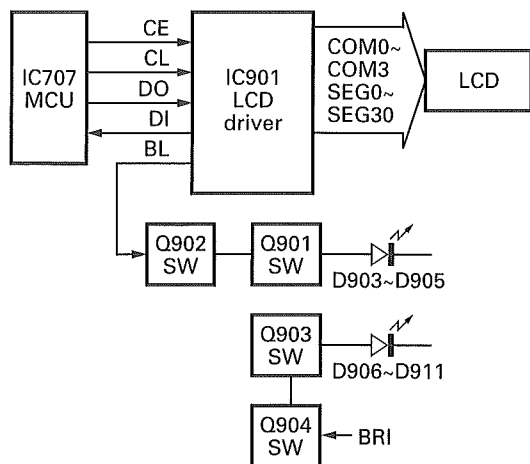 CE
CL
DO
DI
BL
IC707
MCU
IC901
LCD
driver
COM0~
COM3
SEG0~
SEG30
LCD
Q902
SW
Q901
SW
D903~D905
Q903
SW
D906~D911
Q904
SW
BRI